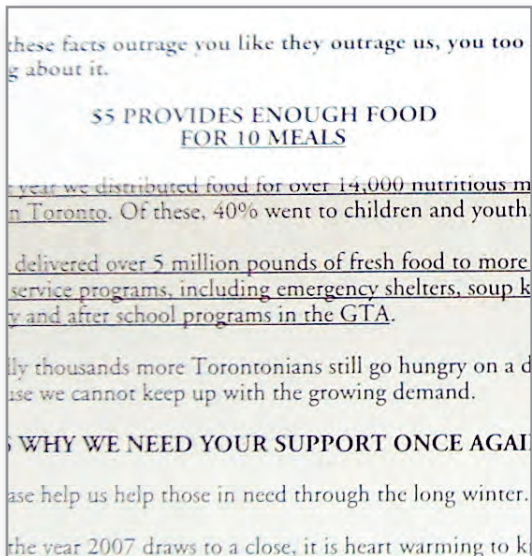 these facts outrage you like they outrage us, you too
g about it.
$5 PROVIDES ENOUGH FOOD
FOR 10 MEALS
year we distributed food for over 14,000 nutritious m
n Toronto. Of these, 40% went to children and youth.
delivered over 5 million pounds of fresh food to more
service programs, including emergency shelters, soup k
y and after school programs in the GTA.
lly thousands more Torontonians still go hungry on a d
use we cannot keep up with the growing demand.
S WHY WE NEED YOUR SUPPORT ONCE AGAI
ase help us help those in need through the long winter.
the year 2007 draws to a close, it is heart warming to k